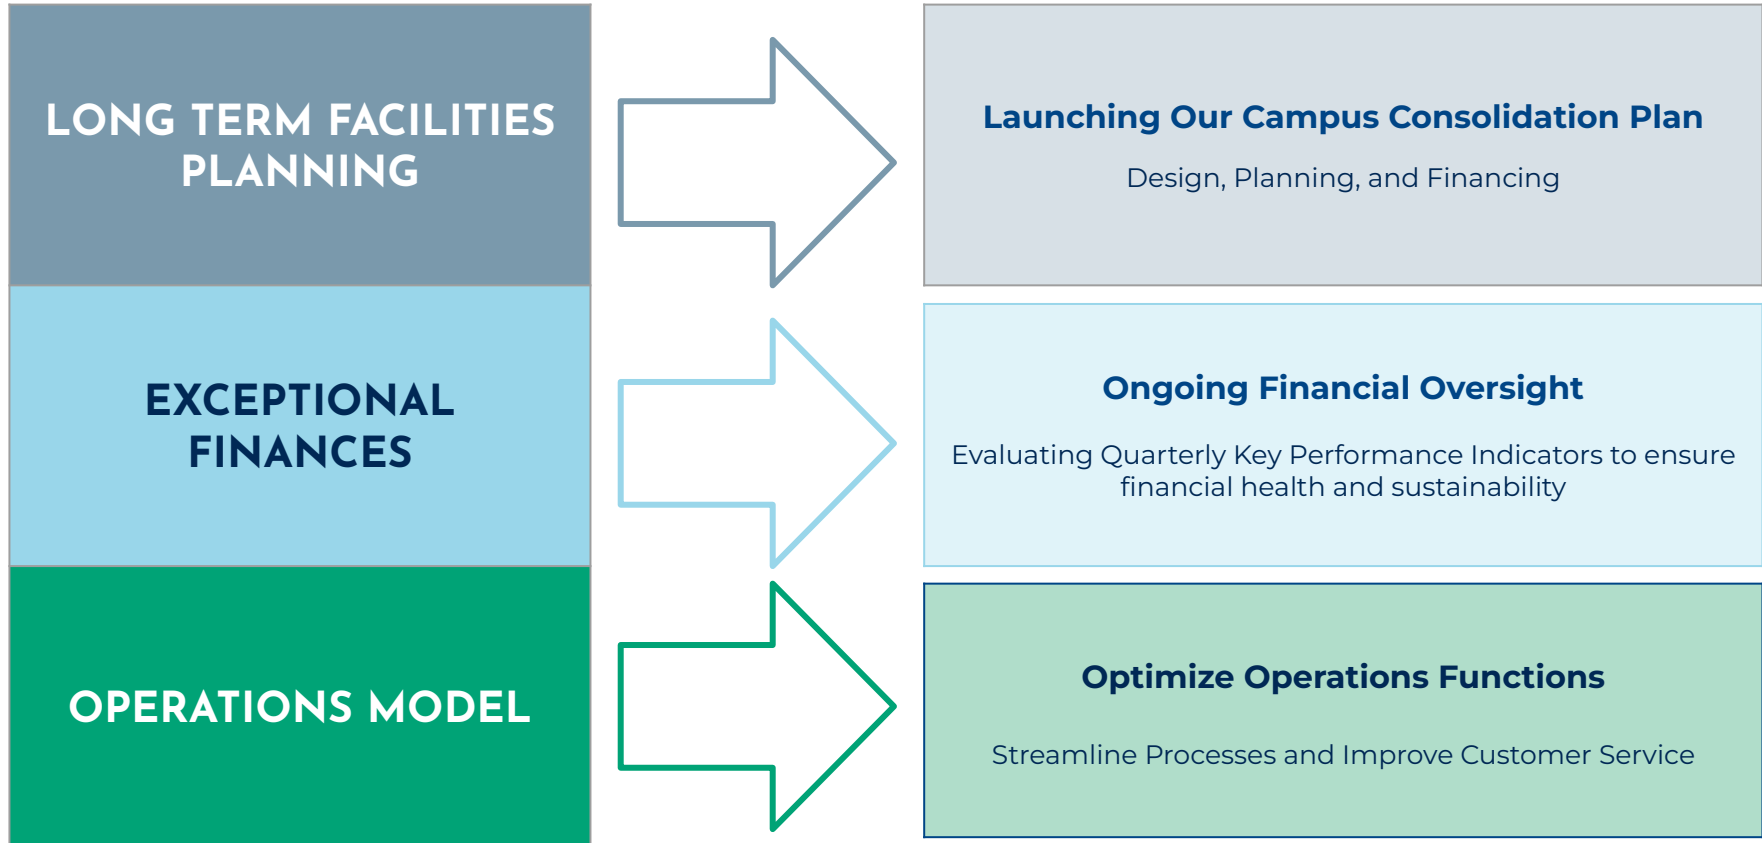 LONG TERM FACILITIES
PLANNING
Launching Our Campus Consolidation Plan
Design, Planning, and Financing
EXCEPTIONAL
FINANCES
Ongoing Financial Oversight
Evaluating Quarterly Key Performance Indicators to ensure
financial health and sustainability
OPERATIONS MODEL
Optimize Operations Functions
Streamline Processes and Improve Customer Service